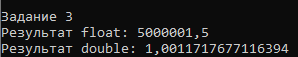 Задание 3
Результат float: 5000001,5
Результат double: 1,0011717677116394